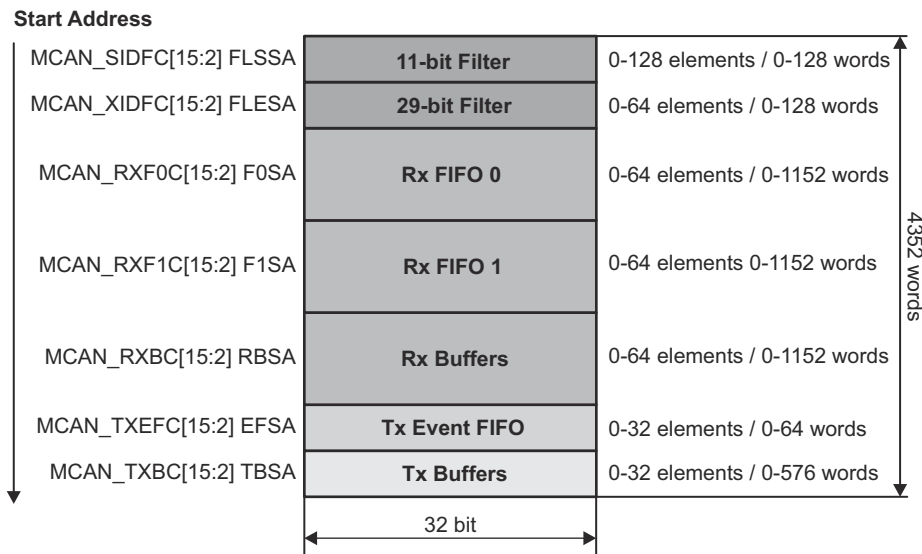 Start Address
MCAN_SIDFC[15:2] FLSSA 11-bit Filter 0-128 elements / 0-128 words
MCAN_XIDFC[15:2] FLESA 29-bit Filter 0-64 elements / 0-128 words
MCAN_RXF0C[15:2] F0SA Rx FIFO 0 0-64 elements / 0-1152 words
MCAN_RXF1C[15:2] F1SA Rx FIFO 1 0-64 elements 0-1152 words
MCAN_RXBC[15:2] RBSA Rx Buffers 0-64 elements / 0-1152 words
MCAN_TXEFC[15:2] EFSA Tx Event FIFO 0-32 elements / 0-64 words
MCAN_TXBC[15:2] TBSA Tx Buffers 0-32 elements / 0-576 words
4352 words
32 bit